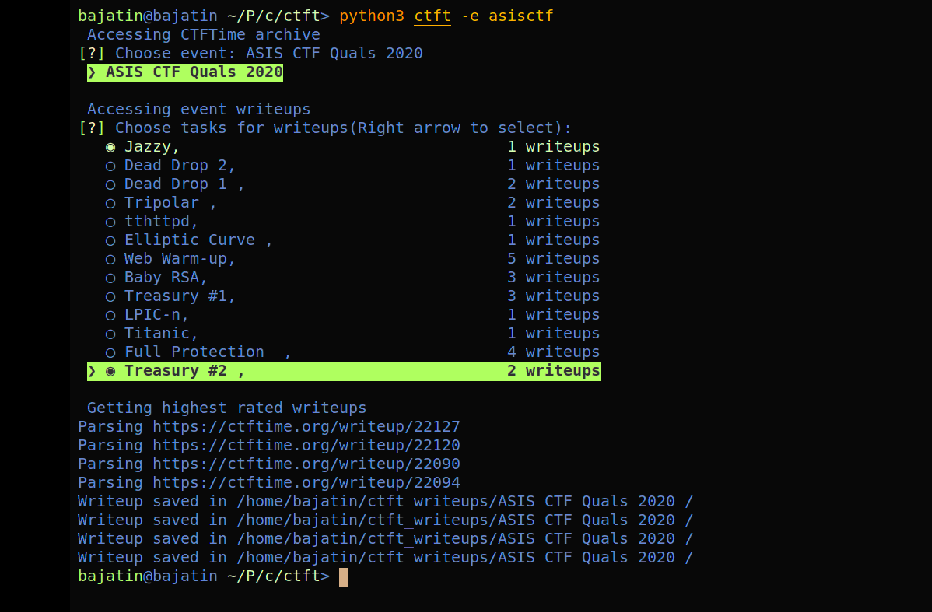 bajatin@bajatin ~/P/c/ctft> python3 ctft -e asisctf
Accessing CTFTime archive
[?] Choose event: ASIS CTF Quals 2020
❯ ASIS CTF Quals 2020
Accessing event writeups
[?] Choose tasks for writeups(Right arrow to select):
◉ Jazzy, 1 writeups
○ Dead Drop 2, 1 writeups
○ Dead Drop 1 , 2 writeups
○ Tripolar , 2 writeups
○ tthttpd, 1 writeups
○ Elliptic Curve , 1 writeups
○ Web Warm-up, 5 writeups
○ Baby RSA, 3 writeups
○ Treasury #1, 3 writeups
○ LPIC-n, 1 writeups
○ Titanic, 1 writeups
○ Full Protection  , 4 writeups
❯ ◉ Treasury #2 , 2 writeups
Getting highest rated writeups
Parsing https://ctftime.org/writeup/22127
Parsing https://ctftime.org/writeup/22120
Parsing https://ctftime.org/writeup/22090
Parsing https://ctftime.org/writeup/22094
Writeup saved in /home/bajatin/ctft_writeups/ASIS CTF Quals 2020 /
Writeup saved in /home/bajatin/ctft_writeups/ASIS CTF Quals 2020 /
Writeup saved in /home/bajatin/ctft_writeups/ASIS CTF Quals 2020 /
Writeup saved in /home/bajatin/ctft_writeups/ASIS CTF Quals 2020 /
bajatin@bajatin ~/P/c/ctft>